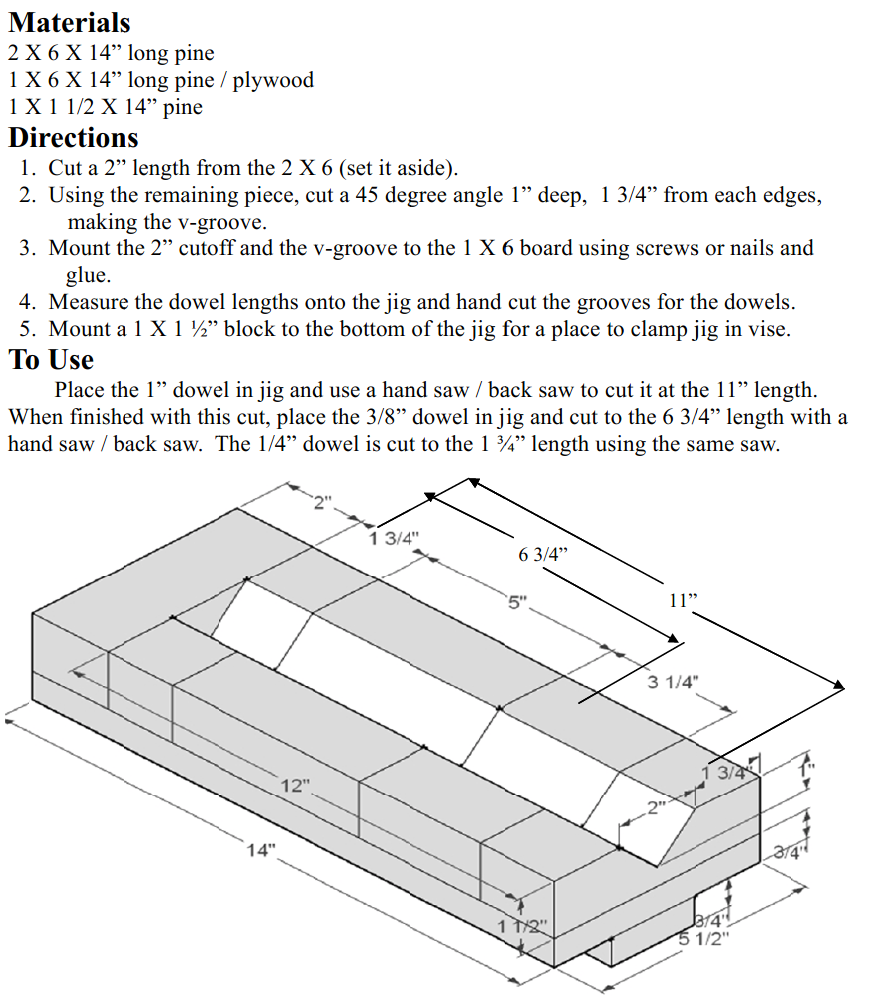 Materials
2 X 6 X 14” long pine
1 X 6 X 14” long pine / plywood
1 X 1 1/2 X 14” pine
Directions
1. Cut a 2” length from the 2 X 6 (set it aside).
2. Using the remaining piece, cut a 45 degree angle 1” deep, 1 3/4” from each edges,
making the v-groove.
3. Mount the 2” cutoff and the v-groove to the 1 X 6 board using screws or nails and
glue.
4. Measure the dowel lengths onto the jig and hand cut the grooves for the dowels.
5. Mount a 1 X 1 ½” block to the bottom of the jig for a place to clamp jig in vise.
To Use
Place the 1” dowel in jig and use a hand saw / back saw to cut it at the 11” length.
When finished with this cut, place the 3/8” dowel in jig and cut to the 6 3/4” length with a
hand saw / back saw. The 1/4” dowel is cut to the 1 ¾” length using the same saw.
2"
1 3/4"
6 3/4”
5"
11”
3 1/4"
1 3/4"
1"
2"
12"
14"
3/4"
1 1/2"
3/4"
5 1/2"